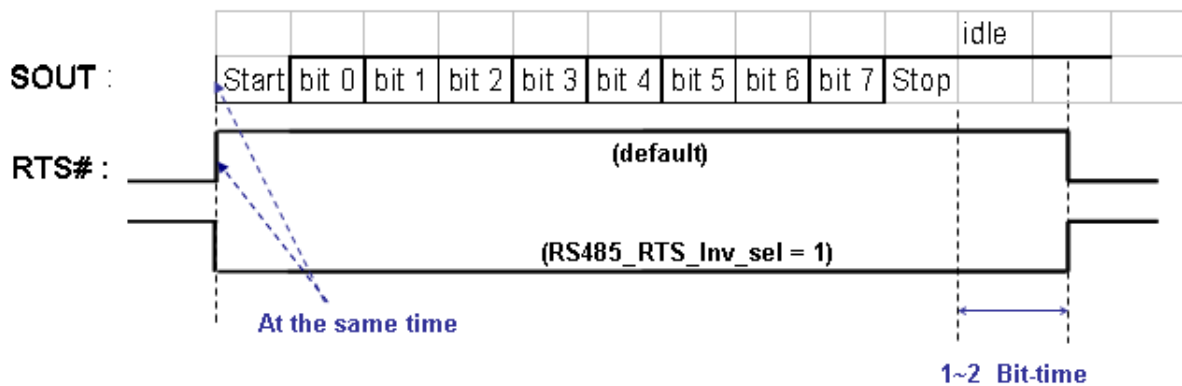 idle
SOUT : Start bit 0 bit 1 bit 2 bit 3 bit 4 bit 5 bit 6 bit 7 Stop
RTS# : (default)
(RS485_RTS_Inv_sel = 1)
At the same time
1~2 Bit-time